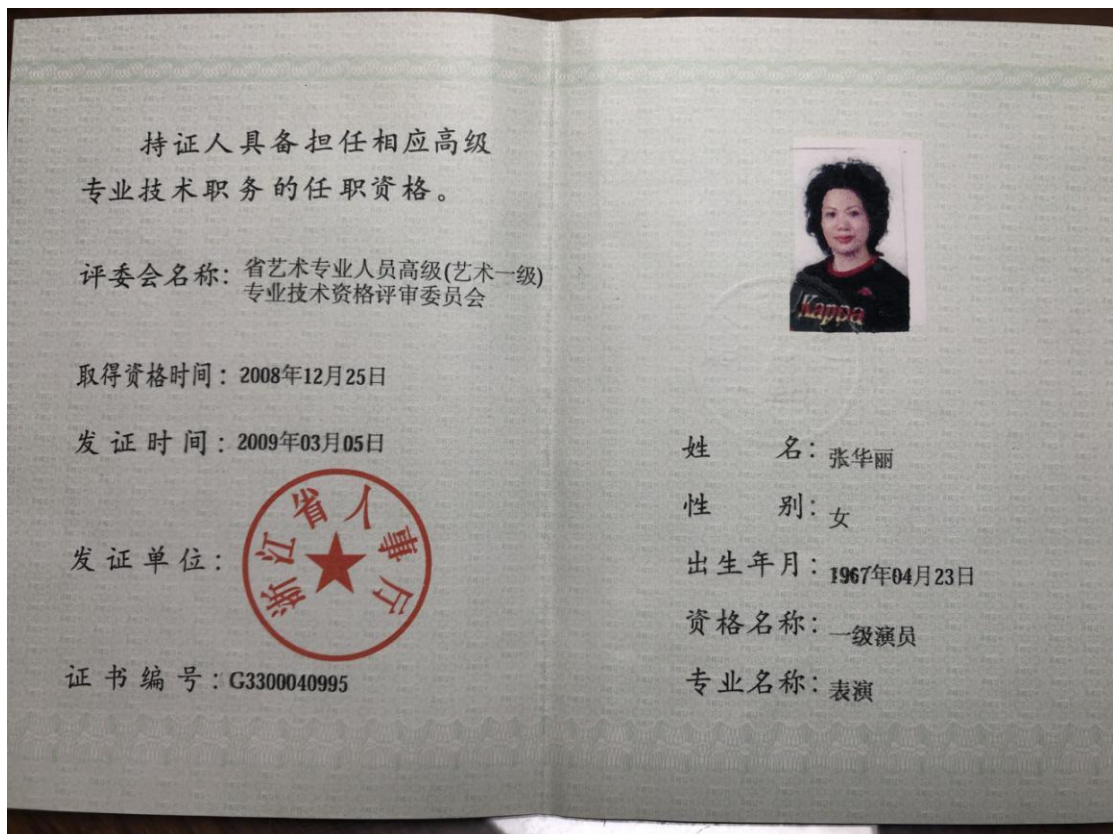 持证人具备担任相应高级
专业技术职务的任职资格。
评委会名称：省艺术专业人员高级(艺术一级)
专业技术资格评审委员会
取得资格时间：2008年12月25日
发证时间：2009年03月05日
发证单位：
浙江省人事厅
证书编号：G3300040995
Kappa
姓名：张华丽
性别：女
出生年月：1967年04月23日
资格名称：一级演员
专业名称：表演